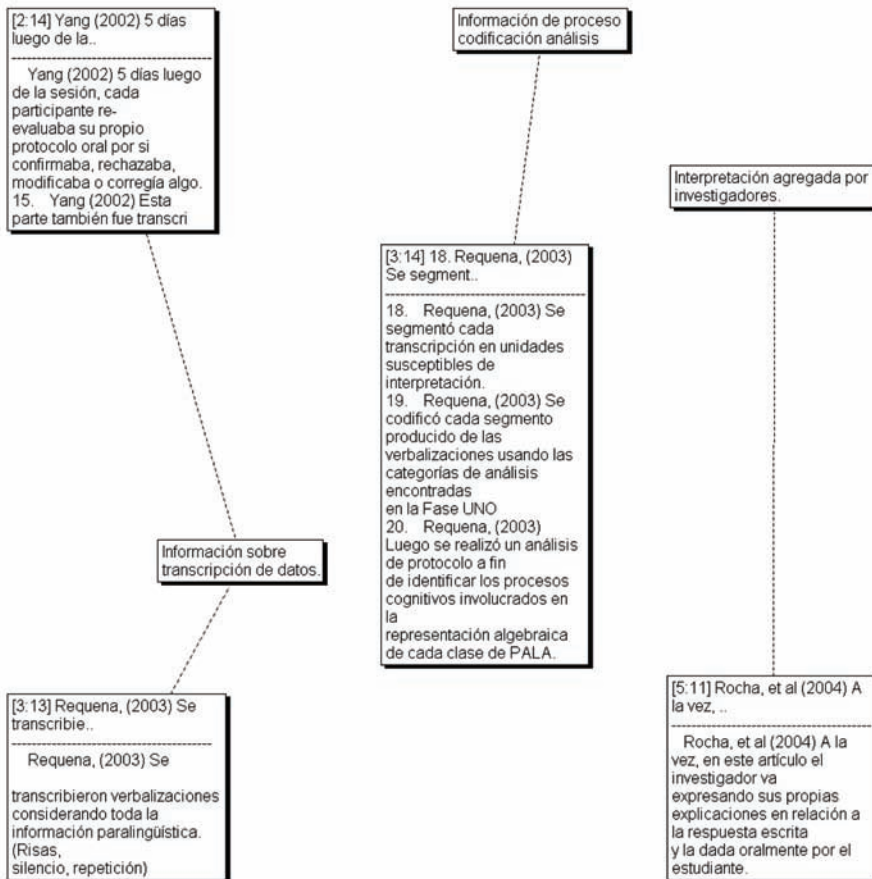 [2:14] Yang (2002) 5 días
luego de la..
Yang (2002) 5 días luego
de la sesión, cada
participante re-
evaluaba su propio
protocolo oral por si
confirmaba, rechazaba,
modificaba o corregía algo.
15. Yang (2002) Esta
parte también fue transcri
Información de proceso
codificación análisis
Interpretación agregada por
investigadores.
[3:14] 18. Requena, (2003)
Se segment..
18. Requena, (2003) Se
segmentó cada
transcripción en unidades
susceptibles de
interpretación.
19. Requena, (2003) Se
codificó cada segmento
producido de las
verbalizaciones usando las
categorías de análisis
encontradas
en la Fase UNO
20. Requena, (2003)
Luego se realizó un análisis
de protocolo a fin
de identificar los procesos
cognitivos involucrados en
la
representación algebraica
de cada clase de PALA.
Información sobre
transcripción de datos.
[3:13] Requena, (2003) Se
transcribie..
Requena, (2003) Se
transcribieron verbalizaciones
considerando toda la
información paralingüística.
(Risas,
silencio, repetición)
[5:11] Rocha, et al (2004) A
la vez, ..
Rocha, et al (2004) A la
vez, en este artículo el
investigador va
expresando sus propias
explicaciones en relación a
la respuesta escrita
y la dada oralmente por el
estudiante.